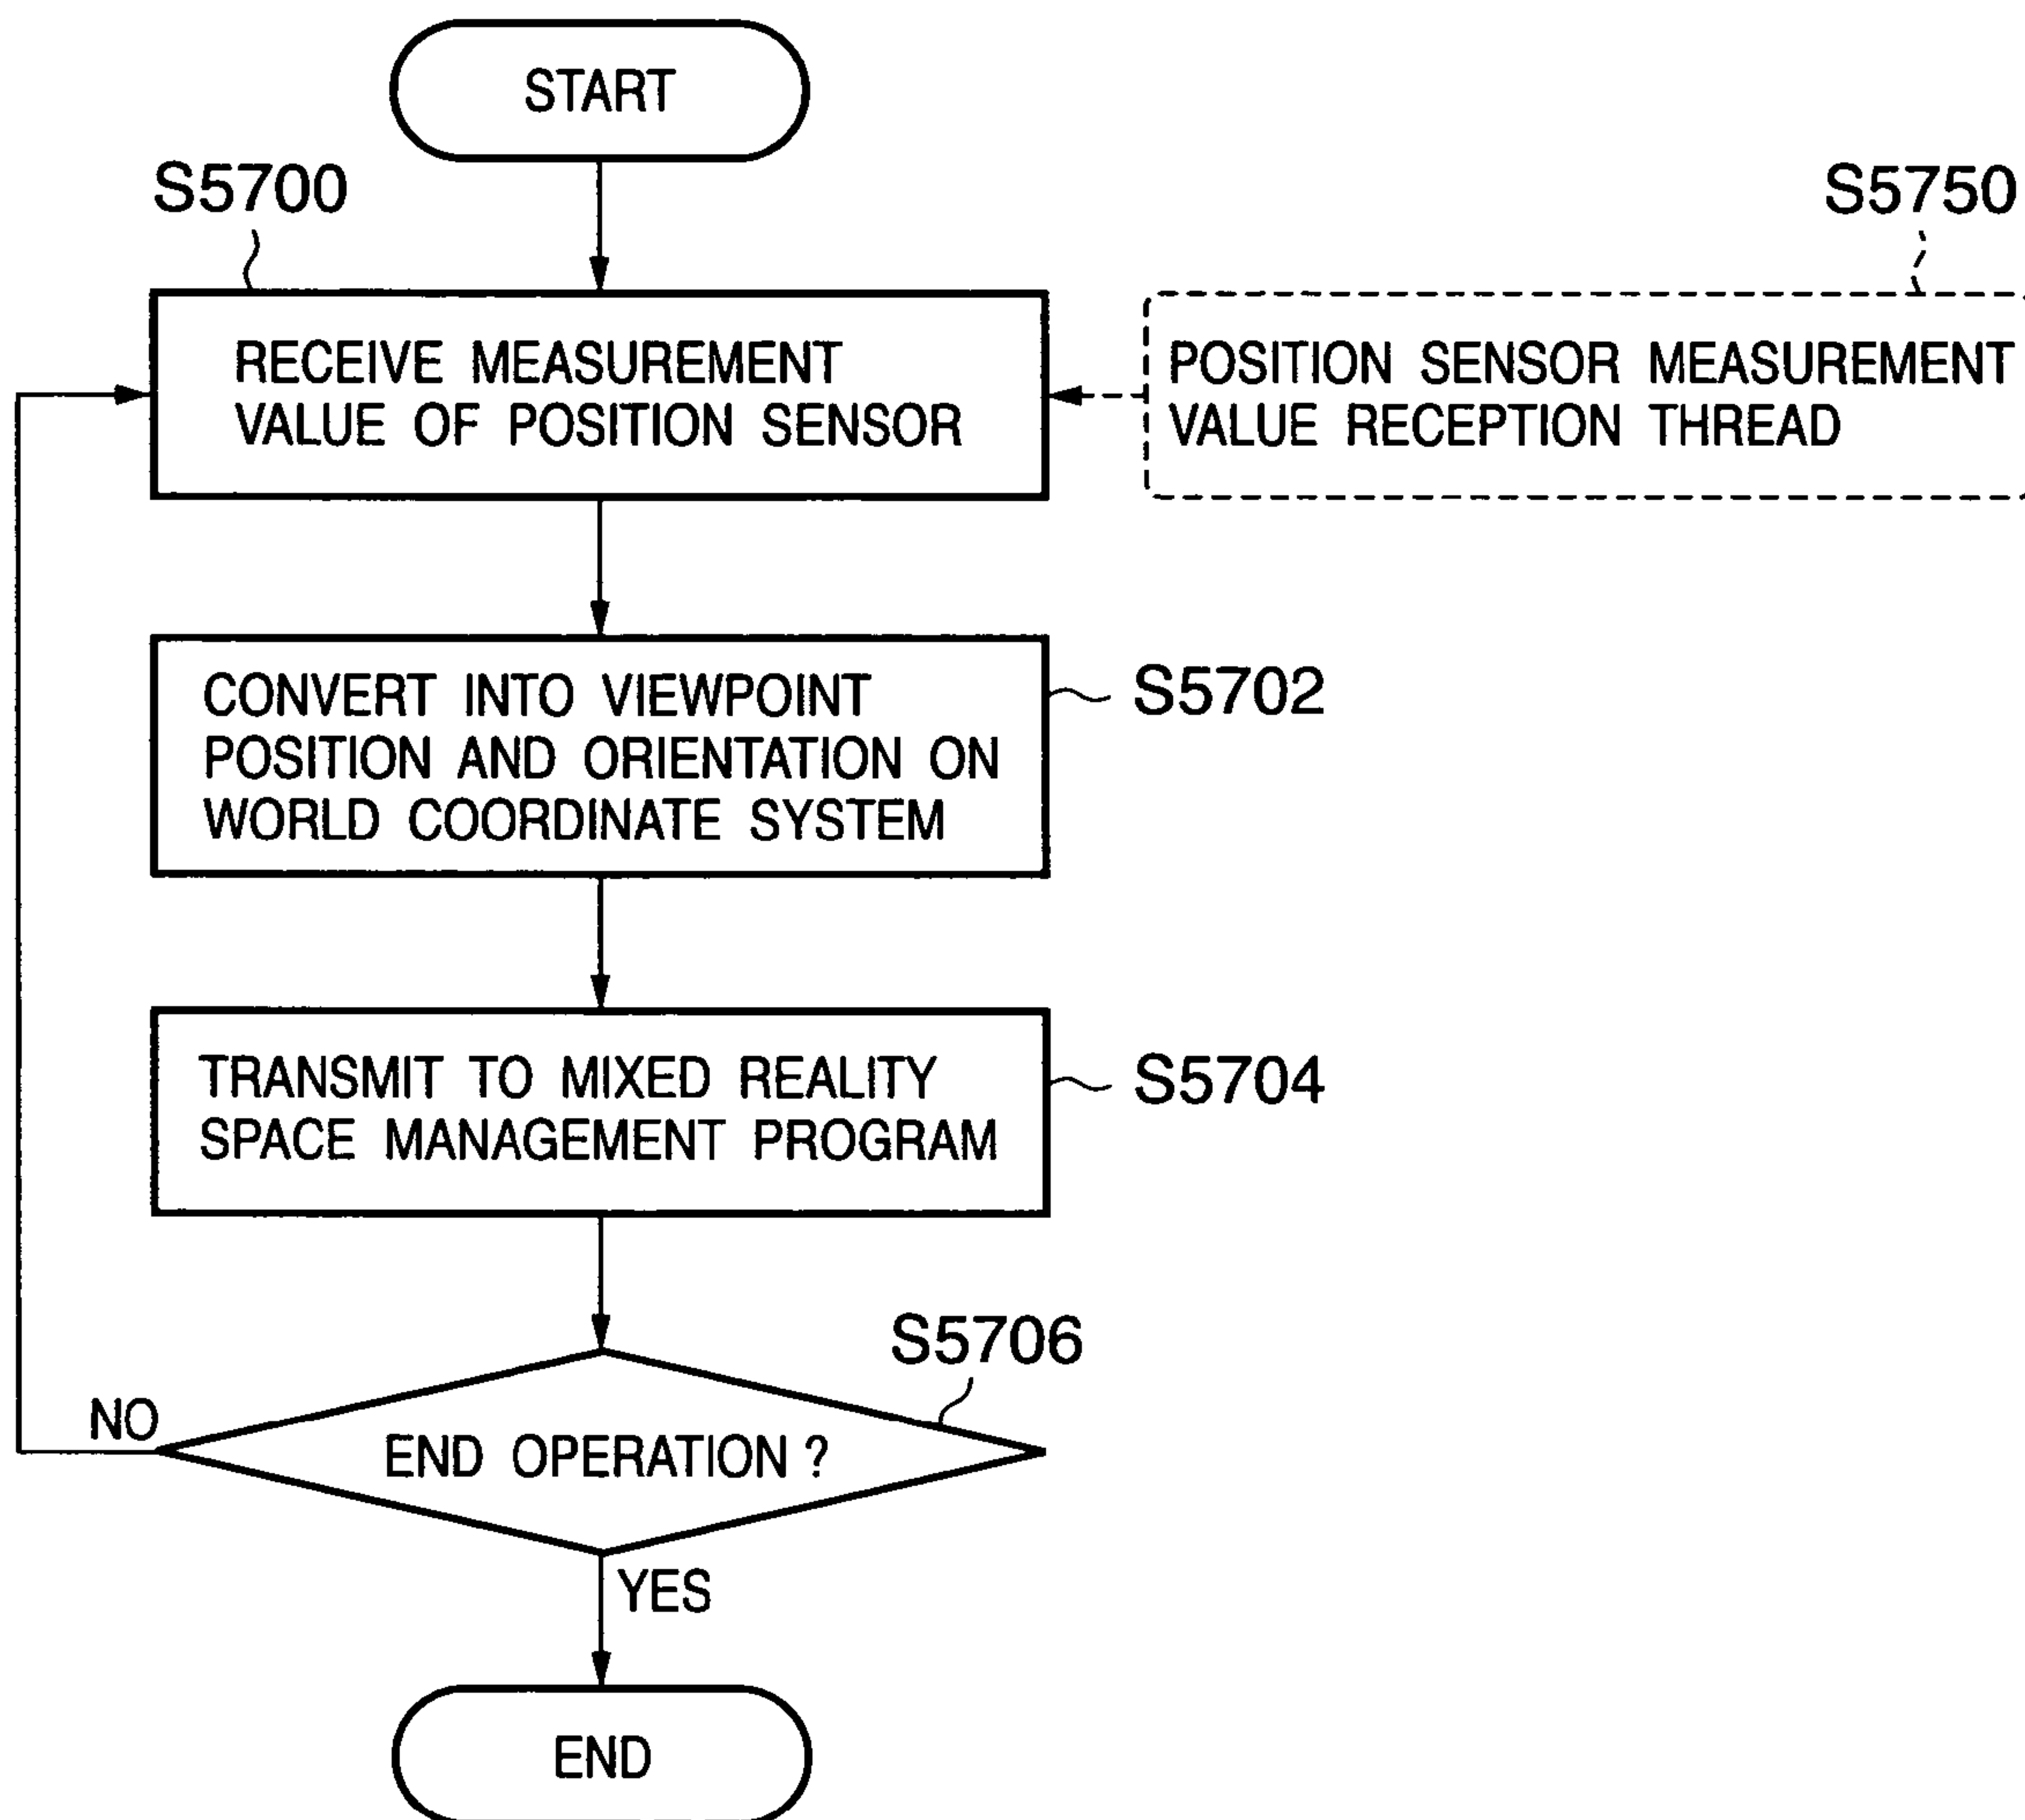 START
S5700
S5750
RECEIVE MEASUREMENT
VALUE OF POSITION SENSOR
POSITION SENSOR MEASUREMENT
VALUE RECEPTION THREAD
CONVERT INTO VIEWPOINT
POSITION AND ORIENTATION ON
WORLD COORDINATE SYSTEM
S5702
TRANSMIT TO MIXED REALITY
SPACE MANAGEMENT PROGRAM
S5704
S5706
NO
END OPERATION ?
YES
END